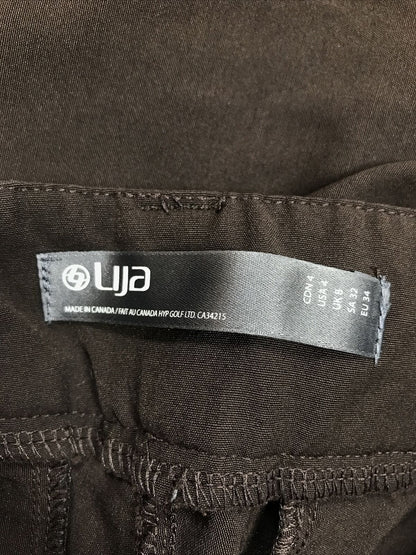 Lija
MADE IN CANADA / FAIT AU CANADA HYP GOLF LTD. CA34215
CDN 4
USA 4
UK 8
SA 32
EU 34